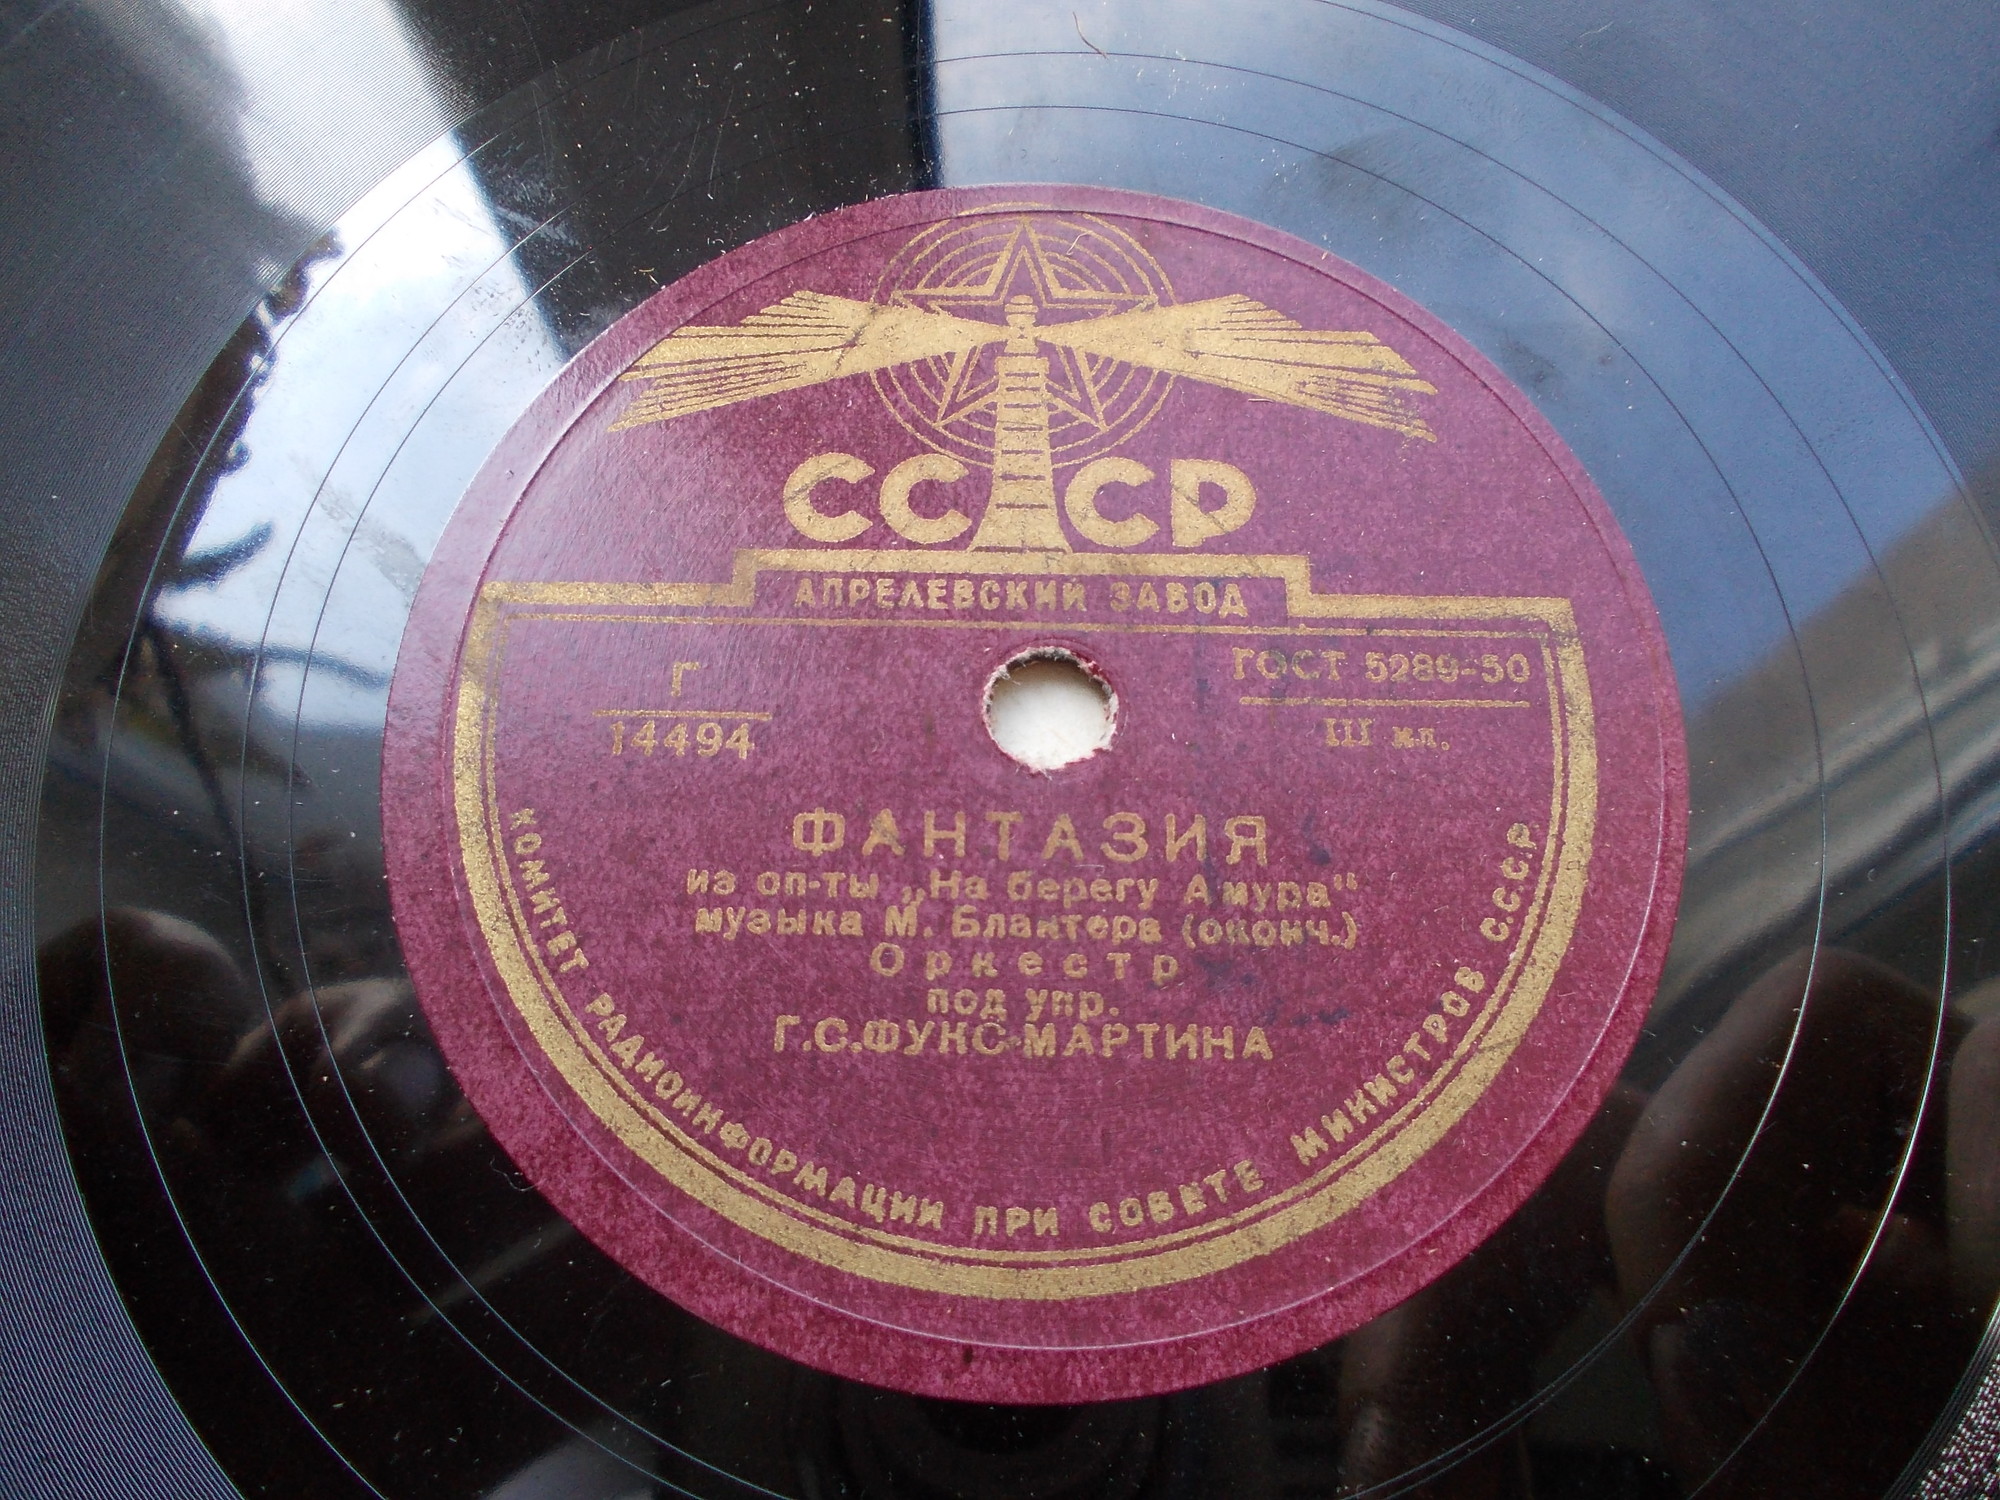 СССР
АПРЕЛЕВСКИЙ ЗАВОД
Г
14494
ГОСТ 5289-50
III кл.
ФАНТАЗИЯ
из оп-ты „На берегу Амура“
музыка М. Блантера (оконч.)
Оркестр
под упр.
Г.С.ФУКС-МАРТИНА
КОМИТЕТ РАДИОИНФОРМАЦИИ ПРИ СОВЕТЕ МИНИСТРОВ СССР